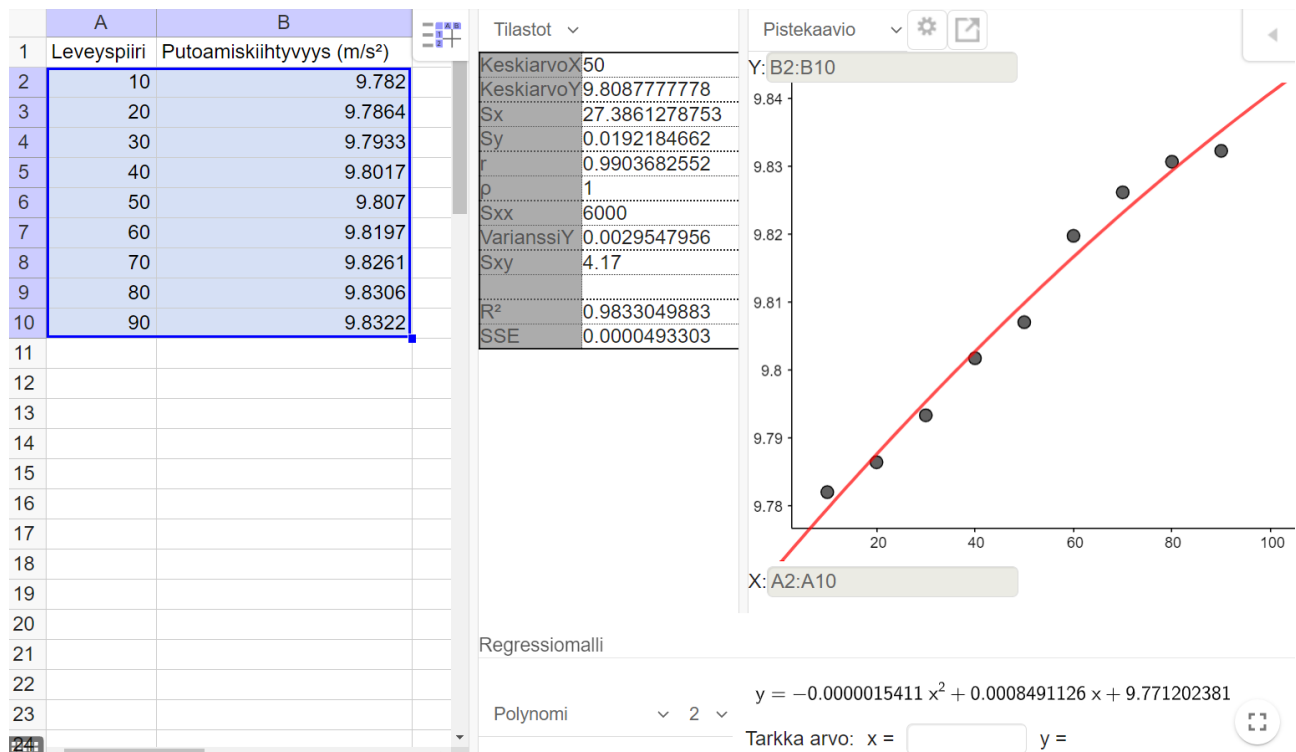 A B
Tilastot
Pistekaavio
1 Leveyspiiri Putoamiskiihtyvyys (m/s²)
2 10 9.782
3 20 9.7864
4 30 9.7933
5 40 9.8017
6 50 9.807
7 60 9.8197
8 70 9.8261
9 80 9.8306
10 90 9.8322
11
12
13
14
15
16
17
18
19
20
21
22
23
24
KeskiarvoX 50
KeskiarvoY 9.8087777778
Sx 27.3861278753
Sy 0.0192184662
r 0.9903682552
ρ 1
Sxx 6000
VarianssiY 0.0029547956
Sxy 4.17
R² 0.9833049883
SSE 0.0000493303
Y: B2:B10
9.84
9.83
9.82
9.81
9.8
9.79
9.78
20 40 60 80 100
X: A2:A10
Regressiomalli
Polynomi 2
y = −0.0000015411 x² + 0.0008491126 x + 9.771202381
Tarkka arvo: x = y =